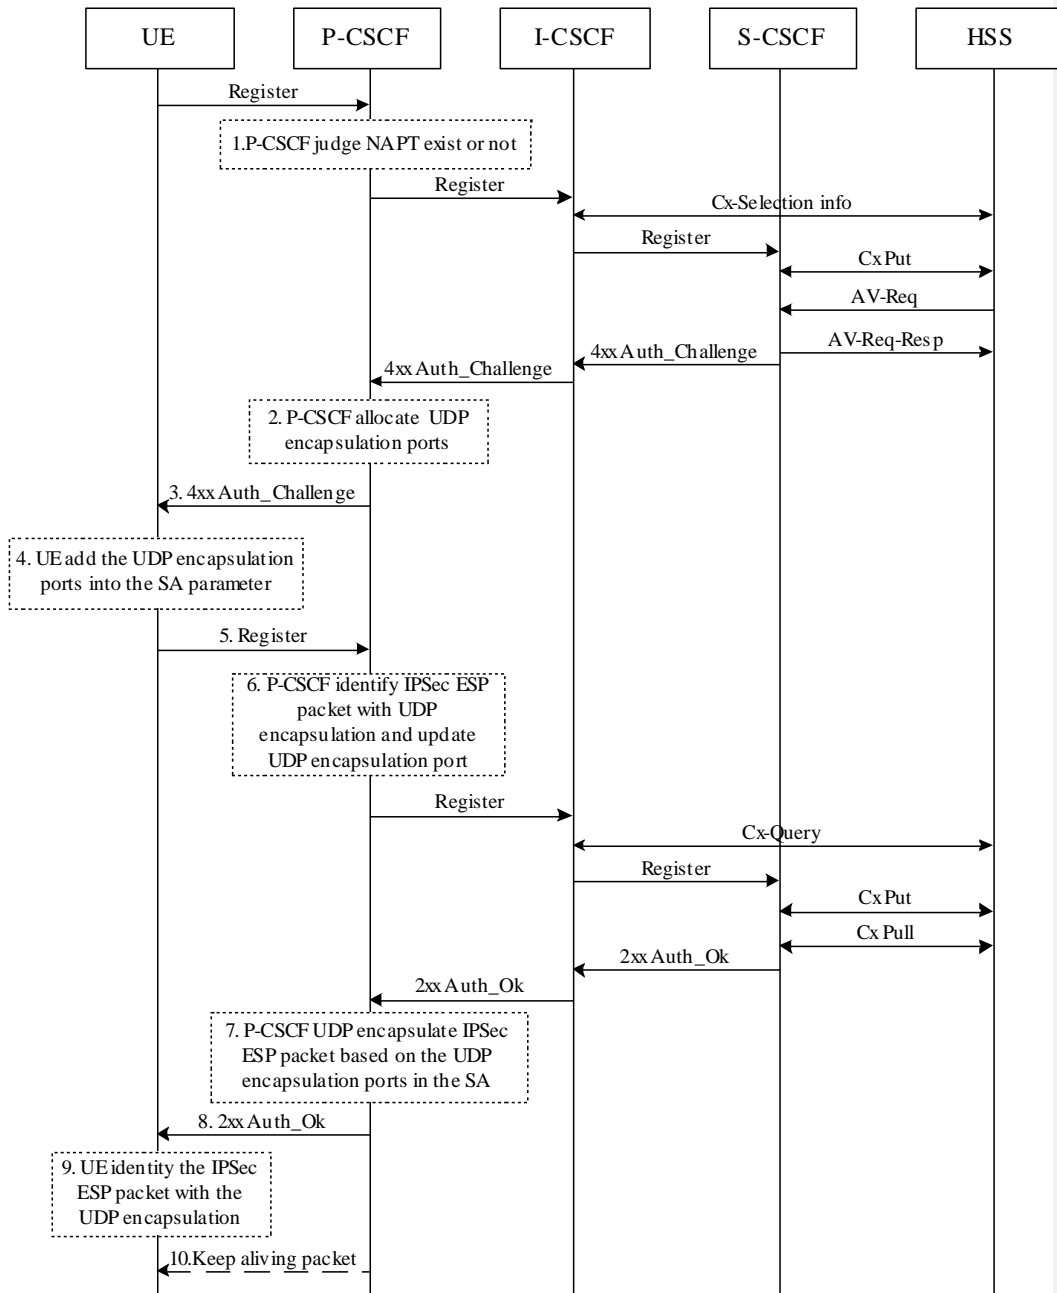 UE
P-CSCF
I-CSCF
S-CSCF
HSS
Register
1.P-CSCF judge NAPT exist or not
Register
Cx-Selection info
Register
Cx Put
AV-Req
AV-Req-Resp
4xx Auth_Challenge
4xx Auth_Challenge
2. P-CSCF allocate UDP
encapsulation ports
3. 4xx Auth_Challenge
4. UE add the UDP encapsulation
ports into the SA parameter
5. Register
6. P-CSCF identify IPSec ESP
packet with UDP
encapsulation and update
UDP encapsulation port
Register
Cx-Query
Register
Cx Put
Cx Pull
2xx Auth_Ok
2xx Auth_Ok
7. P-CSCF UDP encapsulate IPSec
ESP packet based on the UDP
encapsulation ports in the SA
8. 2xx Auth_Ok
9. UE identity the IPSec
ESP packet with the
UDP encapsulation
10.Keep aliving packet